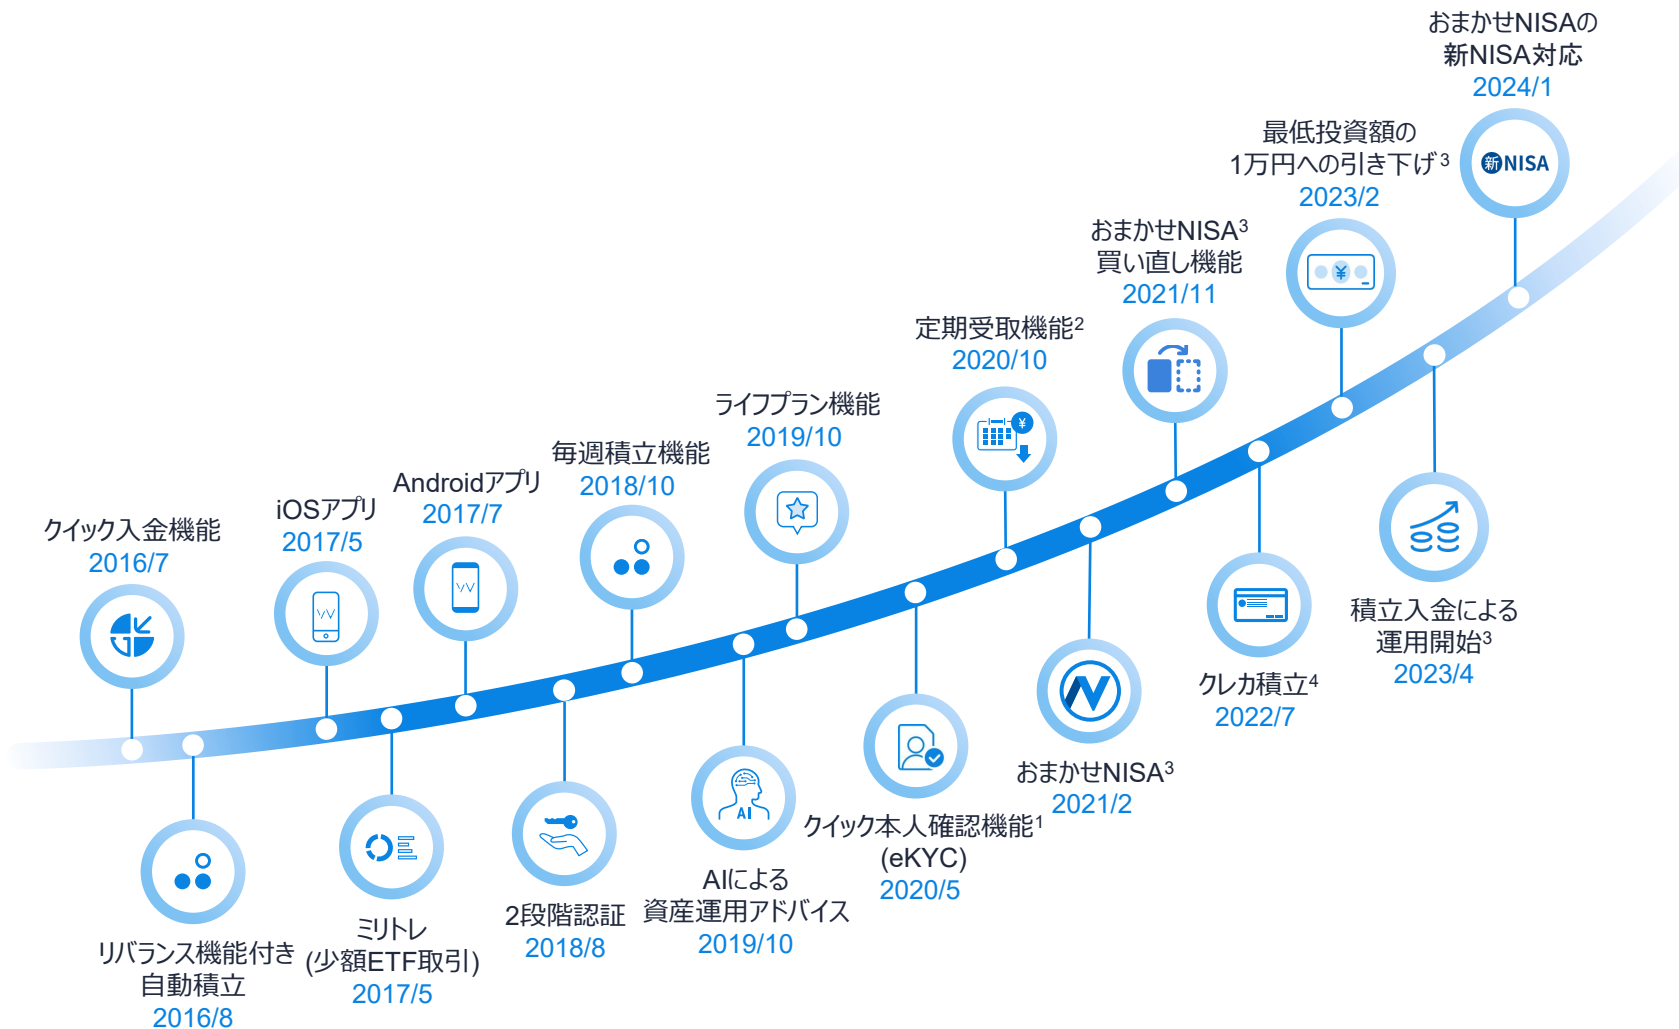 クイック入金機能
2016/7
リバランス機能付き
自動積立
2016/8
iOSアプリ
2017/5
ミリトレ
(少額ETF取引)
2017/5
Androidアプリ
2017/7
2段階認証
2018/8
毎週積立機能
2018/10
AI
AIによる
資産運用アドバイス
2019/10
ライフプラン機能
2019/10
クイック本人確認機能1
(eKYC)
2020/5
定期受取機能2
2020/10
¥
おまかせNISA3
2021/2
おまかせNISA3
買い直し機能
2021/11
クレカ積立4
2022/7
最低投資額の
1万円への引き下げ3
2023/2
¥
積立入金による
運用開始3
2023/4
おまかせNISAの
新NISA対応
2024/1
新NISA